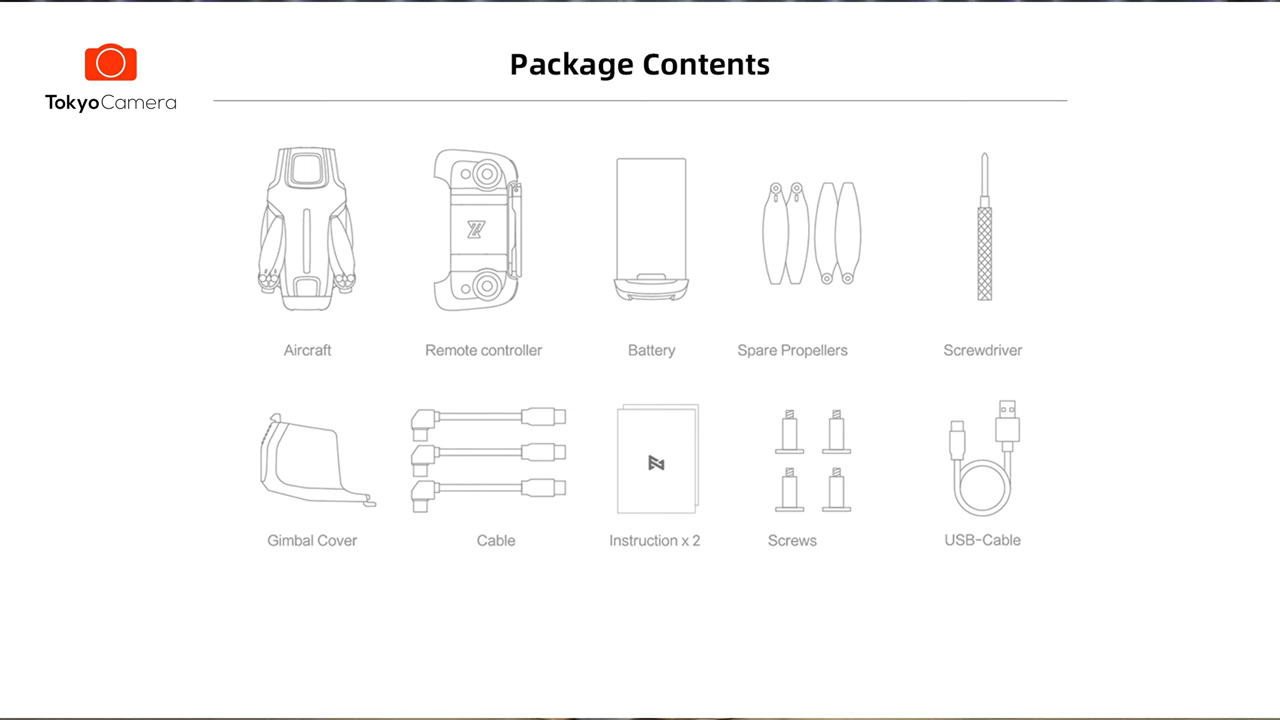 Package Contents
TokyoCamera
Aircraft
Remote controller
Battery
Spare Propellers
Screwdriver
Gimbal Cover
Cable
Instruction x 2
Screws
USB-Cable